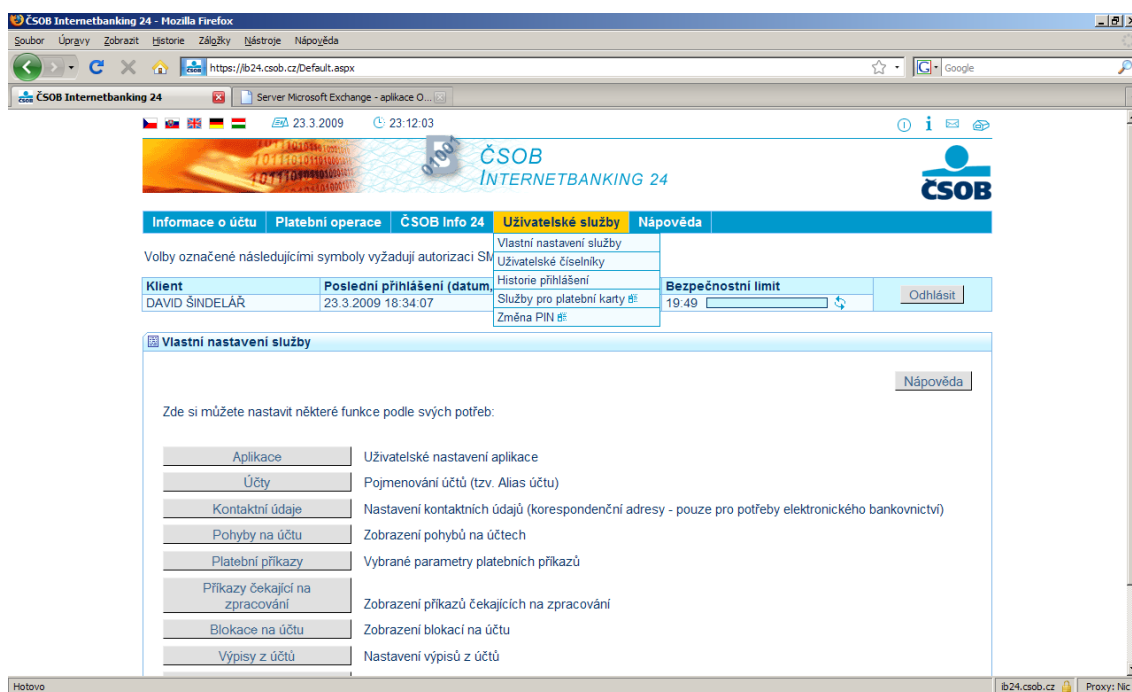 ČSOB Internetbanking 24 - Mozilla Firefox
Soubor Úpravy Zobrazit Historie Záložky Nástroje Nápověda
https://ib24.csob.cz/Default.aspx Google
ČSOB Internetbanking 24 Server Microsoft Exchange - aplikace O...
23.3.2009 23:12:03
ČSOB
INTERNETBANKING 24
ČSOB
Informace o účtu Platební operace ČSOB Info 24 Uživatelské služby Nápověda
Vlastní nastavení služby
Volby označené následujícími symboly vyžadují autorizaci SM
Uživatelské číselníky
Historie přihlášení
Služby pro platební karty
Změna PIN
Klient Poslední přihlášení (datum, Bezpečnostní limit
DAVID ŠINDELÁŘ 23.3.2009 18:34:07 19:49 Odhlásit
Vlastní nastavení služby
Nápověda
Zde si můžete nastavit některé funkce podle svých potřeb:
Aplikace Uživatelské nastavení aplikace
Účty Pojmenování účtů (tzv. Alias účtu)
Kontaktní údaje Nastavení kontaktních údajů (korespondenční adresy - pouze pro potřeby elektronického bankovnictví)
Pohyby na účtu Zobrazení pohybů na účtech
Platební příkazy Vybrané parametry platebních příkazů
Příkazy čekající na
zpracování Zobrazení příkazů čekajících na zpracování
Blokace na účtu Zobrazení blokací na účtu
Výpisy z účtů Nastavení výpisů z účtů
Hotovo ib24.csob.cz Proxy: Nic